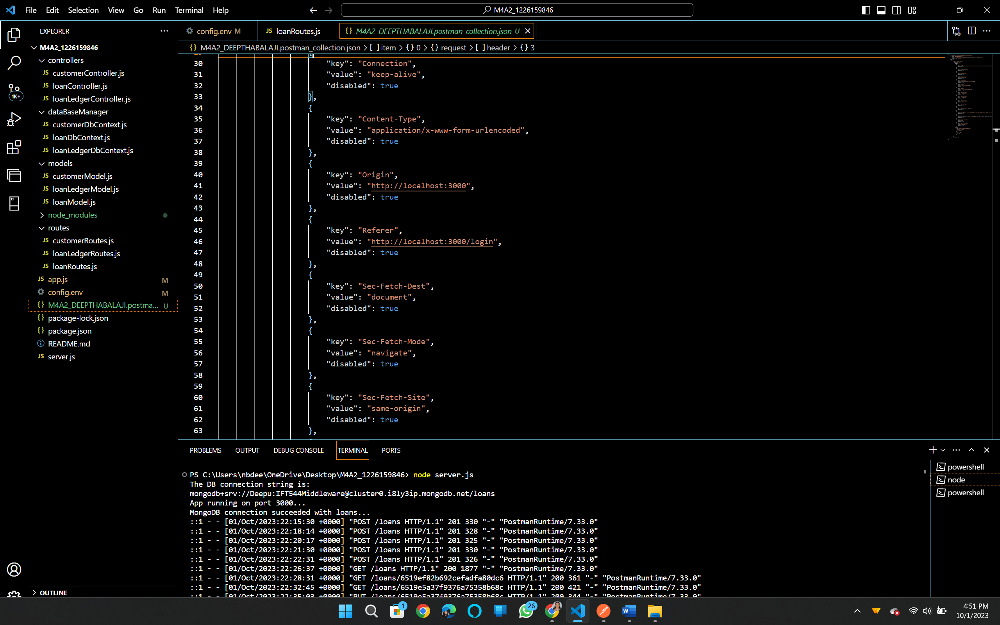 File Edit Selection View Go Run Terminal Help
M4A2_1226159846
EXPLORER
config.env M
JS loanRoutes.js
{} M4A2_DEEPTHABALAJI.postman_collection.json U
{} M4A2_DEEPTHABALAJI.postman_collection.json > [ ] item > {} 0 > {} request > [ ] header > {} 3
M4A2_1226159846
controllers
JS customerController.js
JS loanController.js
JS loanLedgerController.js
1K+
dataBaseManager
JS customerDbContext.js
JS loanDbContext.js
JS loanLedgerDbContext.js
models
JS customerModel.js
JS loanLedgerModel.js
JS loanModel.js
node_modules
routes
JS customerRoutes.js
JS loanLedgerRoutes.js
JS loanRoutes.js
JS app.js M
config.env M
{} M4A2_DEEPTHABALAJI.postma... U
{} package-lock.json
{} package.json
README.md
JS server.js
OUTLINE
30 "key": "Connection",
31 "value": "keep-alive",
32 "disabled": true
33 },
34 {
35 "key": "Content-Type",
36 "value": "application/x-www-form-urlencoded",
37 "disabled": true
38 },
39 {
40 "key": "Origin",
41 "value": "http://localhost:3000",
42 "disabled": true
43 },
44 {
45 "key": "Referer",
46 "value": "http://localhost:3000/login",
47 "disabled": true
48 },
49 {
50 "key": "Sec-Fetch-Dest",
51 "value": "document",
52 "disabled": true
53 },
54 {
55 "key": "Sec-Fetch-Mode",
56 "value": "navigate",
57 "disabled": true
58 },
59 {
60 "key": "Sec-Fetch-Site",
61 "value": "same-origin",
62 "disabled": true
63 },
PROBLEMS OUTPUT DEBUG CONSOLE TERMINAL PORTS
PS C:\Users\nbdee\OneDrive\Desktop\M4A2_1226159846> node server.js
The DB connection string is:
mongodb+srv://Deepu:IFT544Middleware@cluster0.i8ly3ip.mongodb.net/loans
App running on port 3000...
MongoDB connection succeeded with loans...
::1 - - [01/Oct/2023:22:15:30 +0000] "POST /loans HTTP/1.1" 201 330 "-" "PostmanRuntime/7.33.0"
::1 - - [01/Oct/2023:22:18:14 +0000] "POST /loans HTTP/1.1" 201 328 "-" "PostmanRuntime/7.33.0"
::1 - - [01/Oct/2023:22:20:17 +0000] "POST /loans HTTP/1.1" 201 325 "-" "PostmanRuntime/7.33.0"
::1 - - [01/Oct/2023:22:21:30 +0000] "POST /loans HTTP/1.1" 201 330 "-" "PostmanRuntime/7.33.0"
::1 - - [01/Oct/2023:22:22:31 +0000] "POST /loans HTTP/1.1" 201 326 "-" "PostmanRuntime/7.33.0"
::1 - - [01/Oct/2023:22:26:37 +0000] "GET /loans HTTP/1.1" 200 1877 "-" "PostmanRuntime/7.33.0"
::1 - - [01/Oct/2023:22:28:31 +0000] "GET /loans/6519ef82b692cefadfa80dc6 HTTP/1.1" 200 361 "-" "PostmanRuntime/7.33.0"
::1 - - [01/Oct/2023:22:32:45 +0000] "GET /loans/6519e5a37f9376a75358b68c HTTP/1.1" 200 421 "-" "PostmanRuntime/7.33.0"
::1 - - [01/Oct/2023:22:35:03 +0000] "PUT /loans/6519e5a37f9376a75358b68c HTTP/1.1" 200 344 "-" "PostmanRuntime/7.33.0"
powershell
node
powershell
1
26
W
4:51 PM
10/1/2023